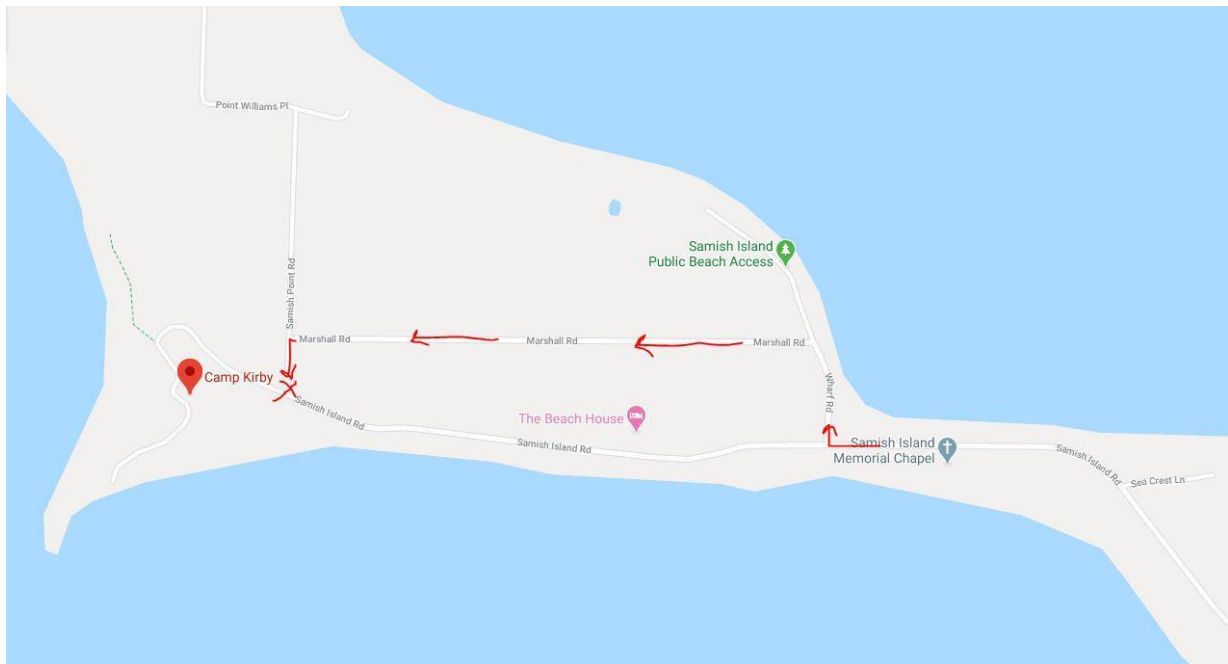 Point Williams Pl
Samish Island
Public Beach Access
Samish Point Rd
Marshall Rd
Marshall Rd
Marshall Rd
Camp Kirby
Wharf Rd
Samish Island Rd
The Beach House
Samish Island Rd
Samish Island
Memorial Chapel
Samish Island Rd
Sea Crest Ln